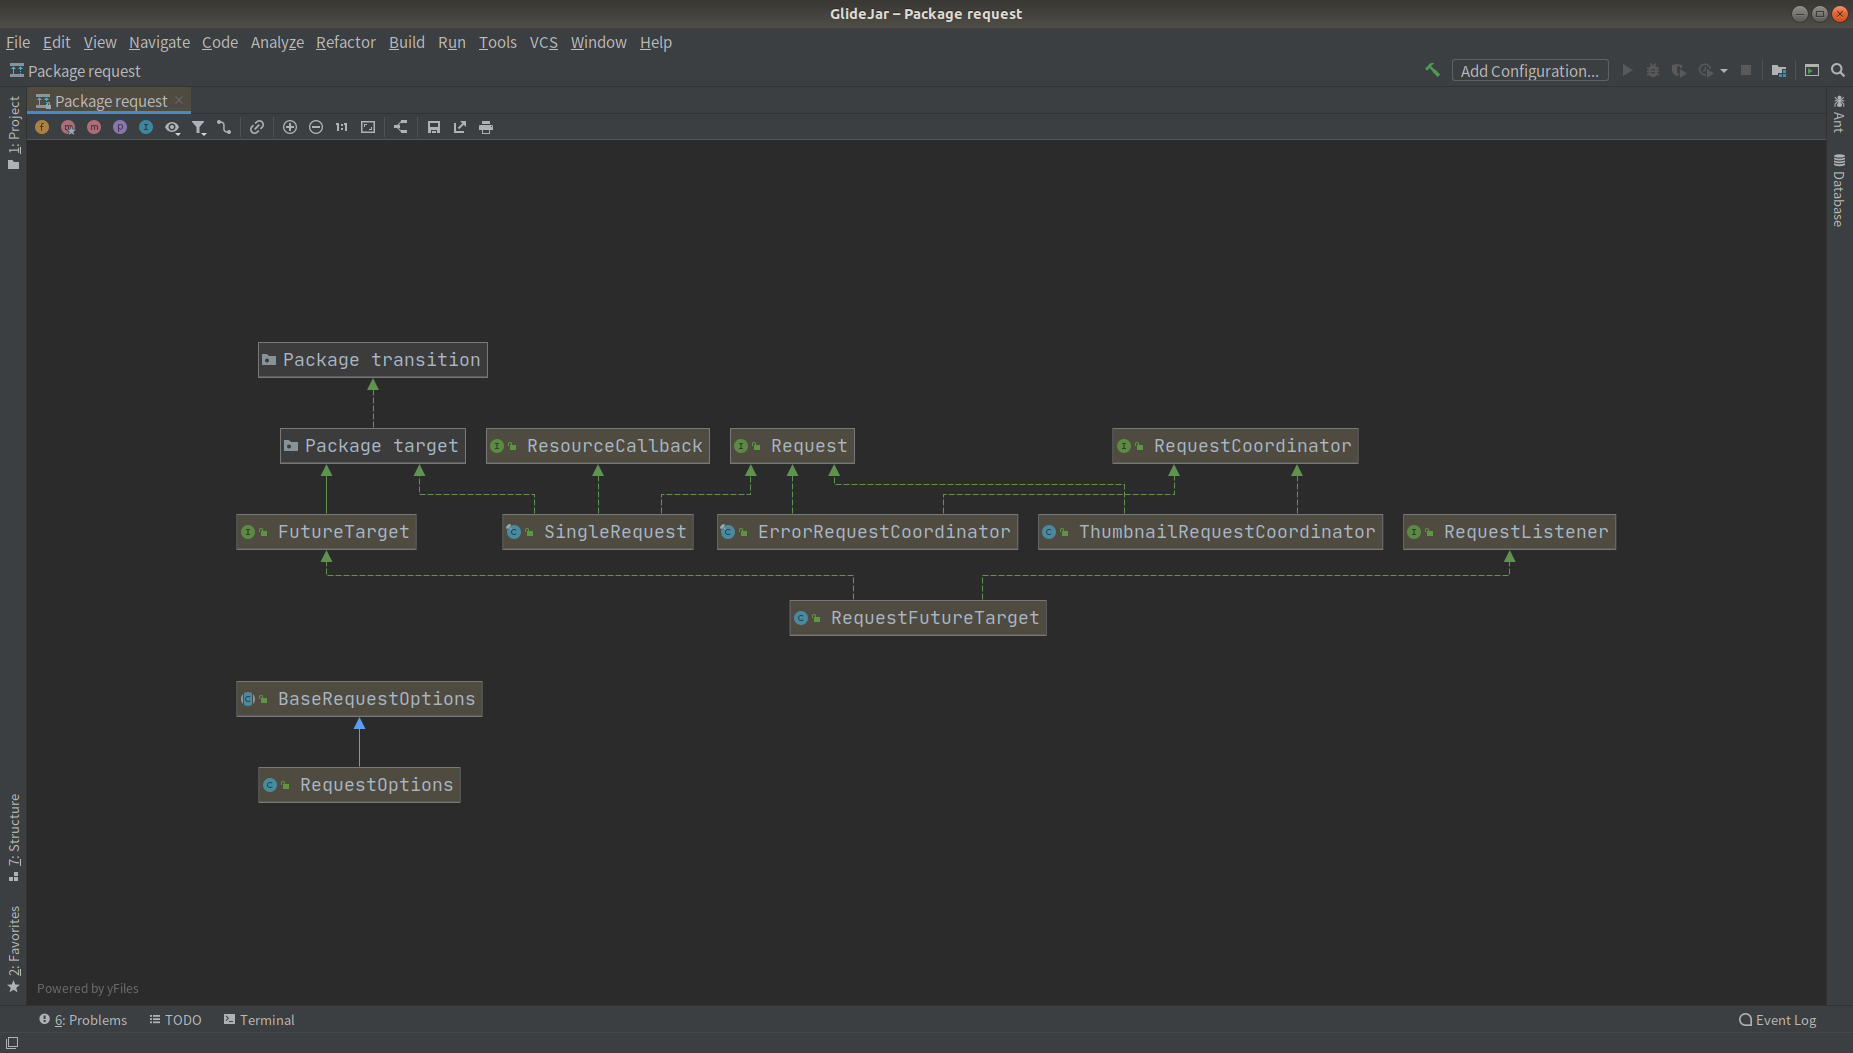 GlideJar – Package request
File Edit View Navigate Code Analyze Refactor Build Run Tools VCS Window Help
Package request
Add Configuration...
Package request
1:1
1: Project
Ant
Database
Package transition
Package target
ResourceCallback
Request
RequestCoordinator
FutureTarget
SingleRequest
ErrorRequestCoordinator
ThumbnailRequestCoordinator
RequestListener
RequestFutureTarget
BaseRequestOptions
RequestOptions
7: Structure
2: Favorites
Powered by yFiles
6: Problems TODO Terminal
Event Log